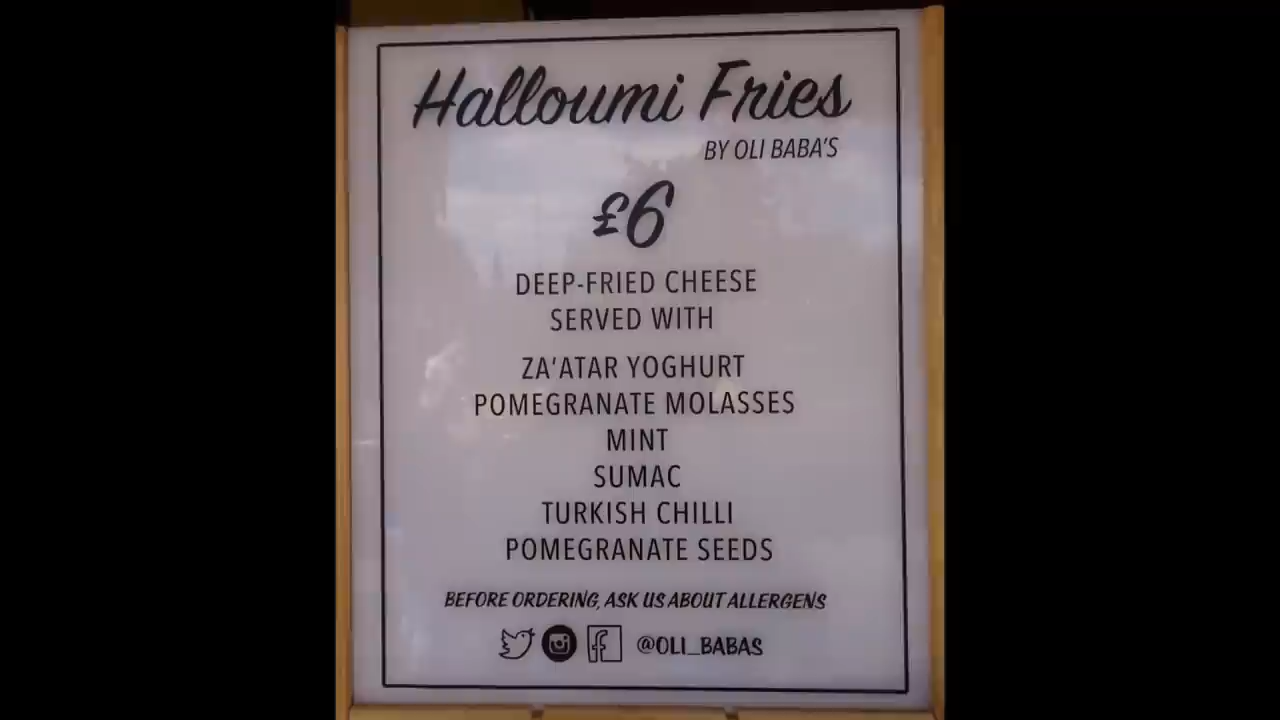 Halloumi Fries
BY OLI BABA'S
£6
DEEP-FRIED CHEESE
SERVED WITH
ZA'ATAR YOGHURT
POMEGRANATE MOLASSES
MINT
SUMAC
TURKISH CHILLI
POMEGRANATE SEEDS
BEFORE ORDERING, ASK US ABOUT ALLERGENS
@OLI_BABAS